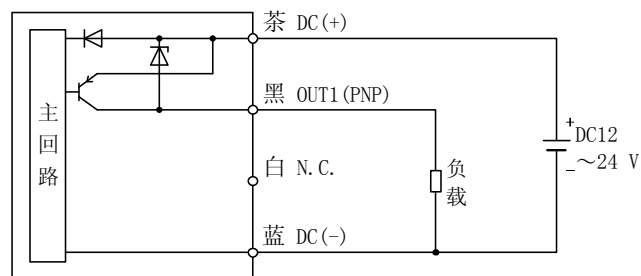 茶 DC(+)
黑 OUT1(PNP)
主回路
白 N.C.
负载
+
DC12
-～24 V
蓝 DC(-)